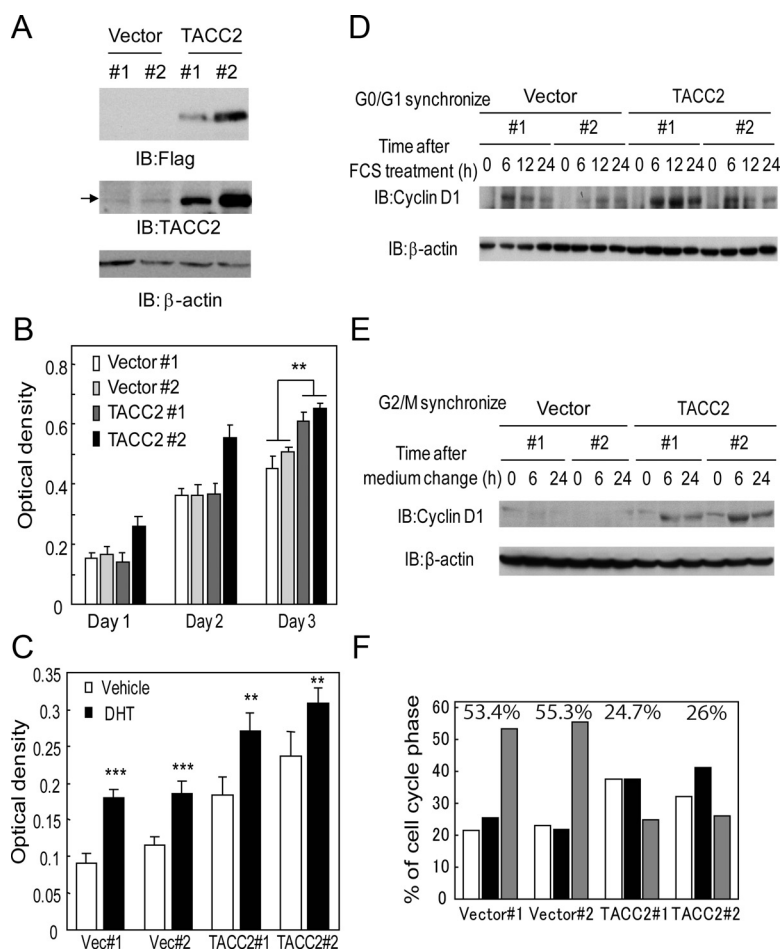 A
Vector TACC2
#1 #2 #1 #2
IB:Flag
IB:TACC2
IB:β-actin
B
Optical density
0.8
0.6
0.4
0.2
0
Vector #1
Vector #2
TACC2 #1
TACC2 #2
**
Day 1 Day 2 Day 3
C
Optical density
0.35
0.3
0.25
0.2
0.15
0.1
0.05
0
Vehicle
DHT
*** *** ** **
Vec#1 Vec#2 TACC2#1 TACC2#2
D
G0/G1 synchronize Vector TACC2
#1 #2 #1 #2
Time after
FCS treatment (h) 0 6 12 24 0 6 12 24 0 6 12 24 0 6 12 24
IB:Cyclin D1
IB:β-actin
E
G2/M synchronize Vector TACC2
#1 #2 #1 #2
Time after
medium change (h) 0 6 24 0 6 24 0 6 24 0 6 24
IB:Cyclin D1
IB:β-actin
F
% of cell cycle phase
60
50
40
30
20
10
0
53.4% 55.3% 24.7% 26%
Vector#1 Vector#2 TACC2#1 TACC2#2